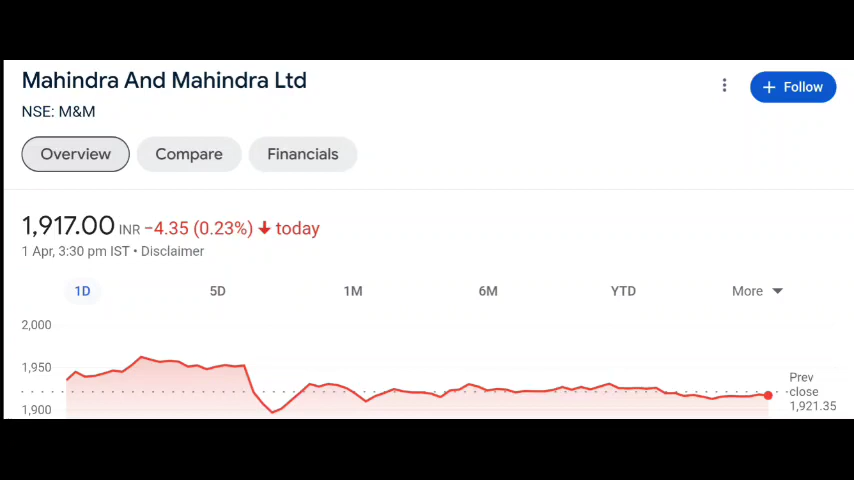 Mahindra And Mahindra Ltd
+ Follow
NSE: M&M
Overview Compare Financials
1,917.00 INR −4.35 (0.23%) ↓ today
1 Apr, 3:30 pm IST • Disclaimer
1D 5D 1M 6M YTD More
2,000
1,950
1,900
Prev
close
1,921.35